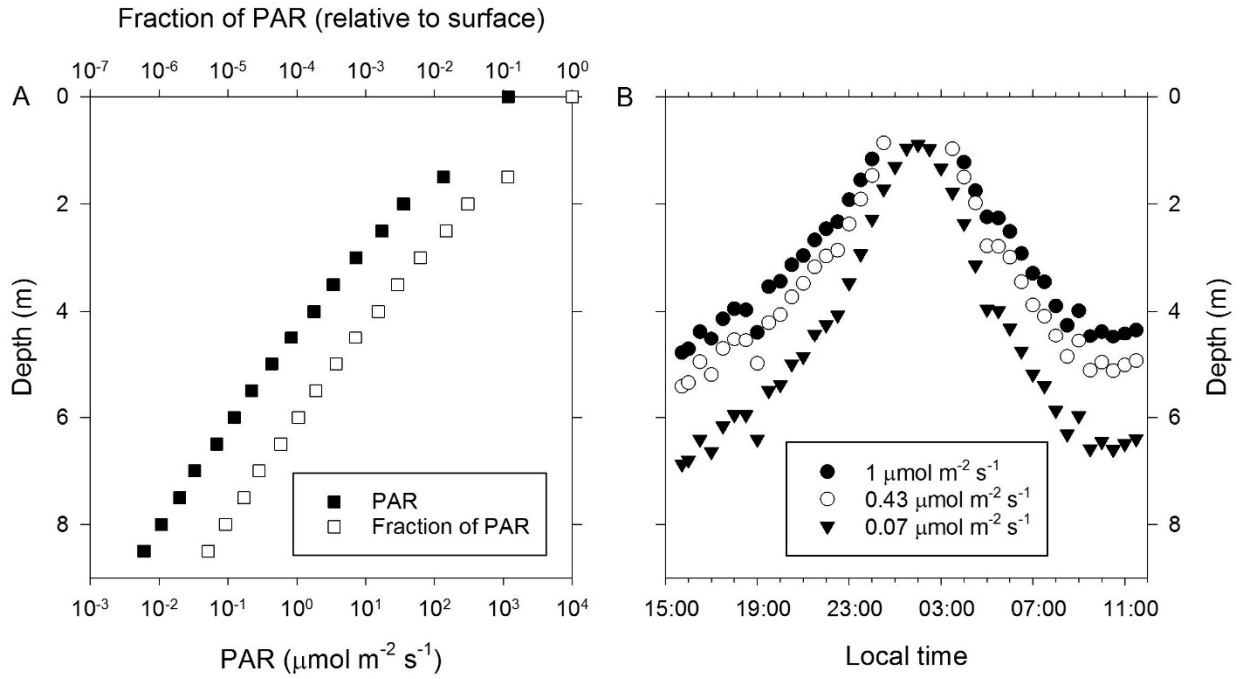 Fraction of PAR (relative to surface)
10⁻⁷ 10⁻⁶ 10⁻⁵ 10⁻⁴ 10⁻³ 10⁻² 10⁻¹ 10⁰
A
B
0
2
4
6
8
Depth (m)
PAR
Fraction of PAR
10⁻³ 10⁻² 10⁻¹ 10⁰ 10¹ 10² 10³ 10⁴
PAR (μmol m⁻² s⁻¹)
0
2
4
6
8
Depth (m)
1 μmol m⁻² s⁻¹
0.43 μmol m⁻² s⁻¹
0.07 μmol m⁻² s⁻¹
15:00 19:00 23:00 03:00 07:00 11:00
Local time